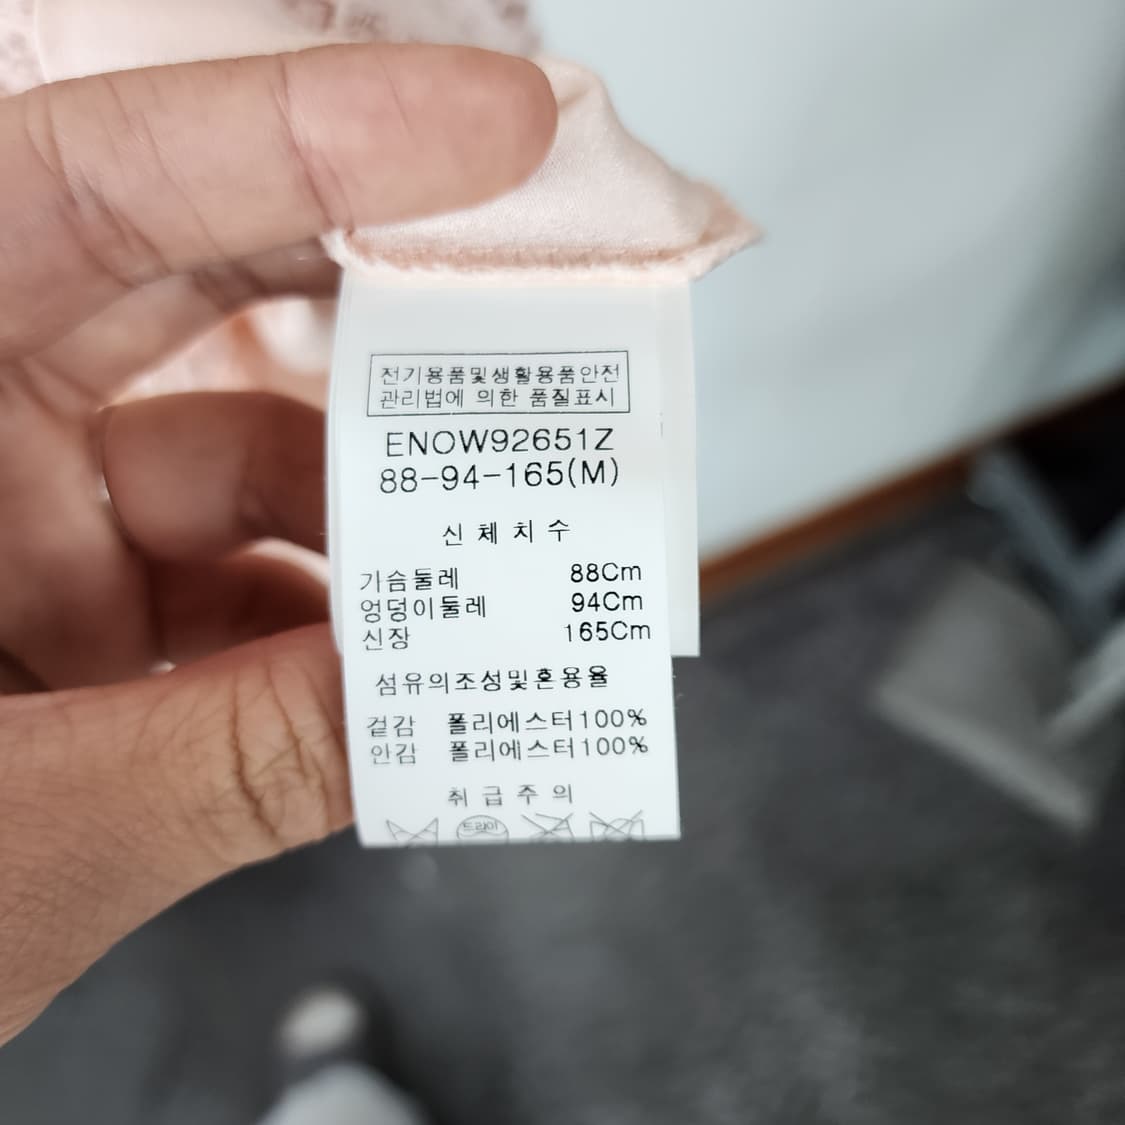 전기용품및생활용품안전
관리법에 의한 품질표시
ENOW92651Z
88-94-165(M)
신 체 치 수
가슴둘레 88Cm
엉덩이둘레 94Cm
신장 165Cm
섬유의조성및혼용율
겉감 폴리에스터100%
안감 폴리에스터100%
취 급 주 의
드라이